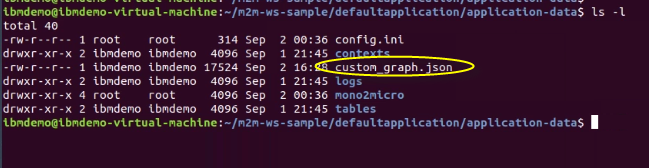 ibmdemo@ibmdemo-virtual-machine:~/m2m-ws-sample/defaultapplication/application-data$ ls -l
total 40
-rw-r--r-- 1 root    root      314 Sep  2 00:36 config.ini
drwxr-xr-x 2 ibmdemo ibmdemo  4096 Sep  1 21:45 contexts
-rw-r--r-- 1 ibmdemo ibmdemo 17524 Sep  2 custom_graph.json
drwxr-xr-x 2 ibmdemo ibmdemo  4096 Sep  1 21:45 logs
drwxr-xr-x 4 root    root     4096 Sep  2 00:36 mono2micro
drwxr-xr-x 2 ibmdemo ibmdemo  4096 Sep  1 21:45 tables
ibmdemo@ibmdemo-virtual-machine:~/m2m-ws-sample/defaultapplication/application-data$